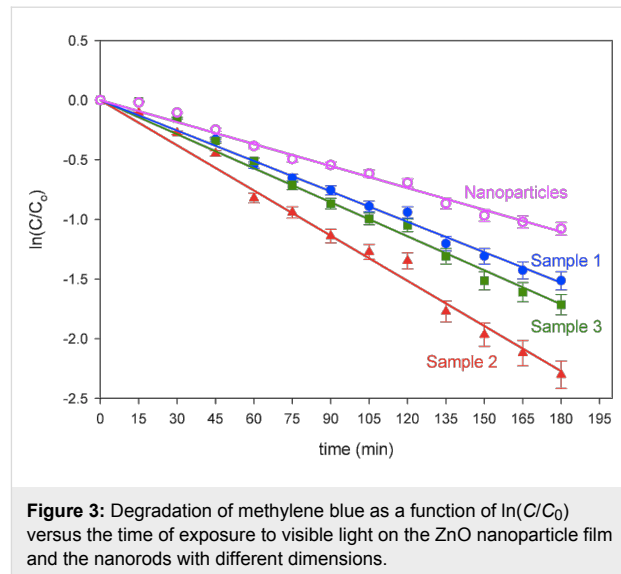 0.5
0.0
-0.5
-1.0
-1.5
-2.0
-2.5
ln(C/Co)
Nanoparticles
Sample 1
Sample 3
Sample 2
0 15 30 45 60 75 90 105 120 135 150 165 180 195
time (min)
Figure 3: Degradation of methylene blue as a function of ln(C/C0)
versus the time of exposure to visible light on the ZnO nanoparticle film
and the nanorods with different dimensions.